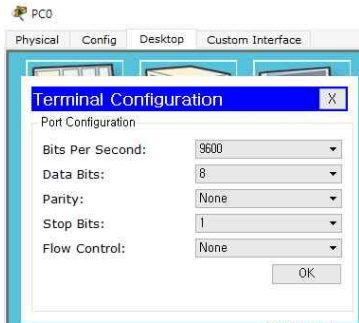 PC0
Physical Config Desktop Custom Interface
Terminal Configuration X
Port Configuration
Bits Per Second: 9600
Data Bits: 8
Parity: None
Stop Bits: 1
Flow Control: None
OK